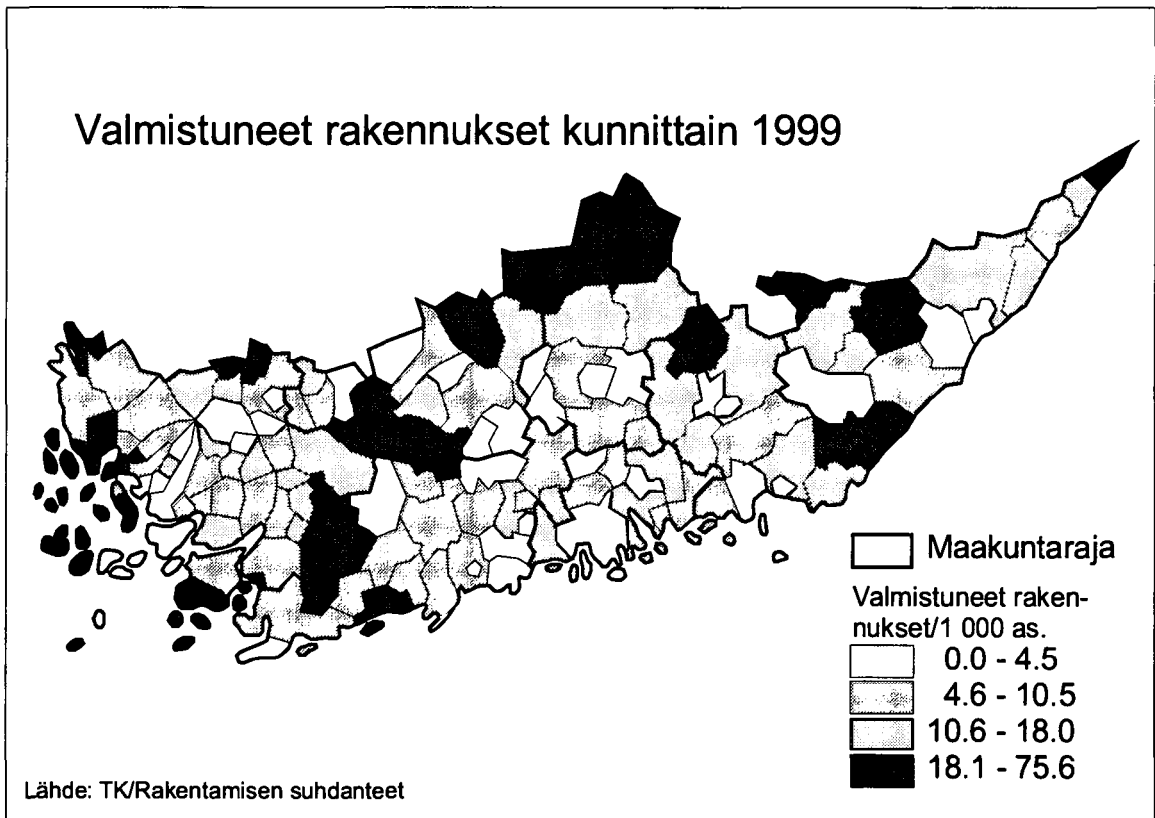 Valmistuneet rakennukset kunnittain 1999
Maakuntaraja
Valmistuneet raken-
nukset/1 000 as.
0.0 - 4.5
4.6 - 10.5
10.6 - 18.0
18.1 - 75.6
Lähde: TK/Rakentamisen suhdanteet